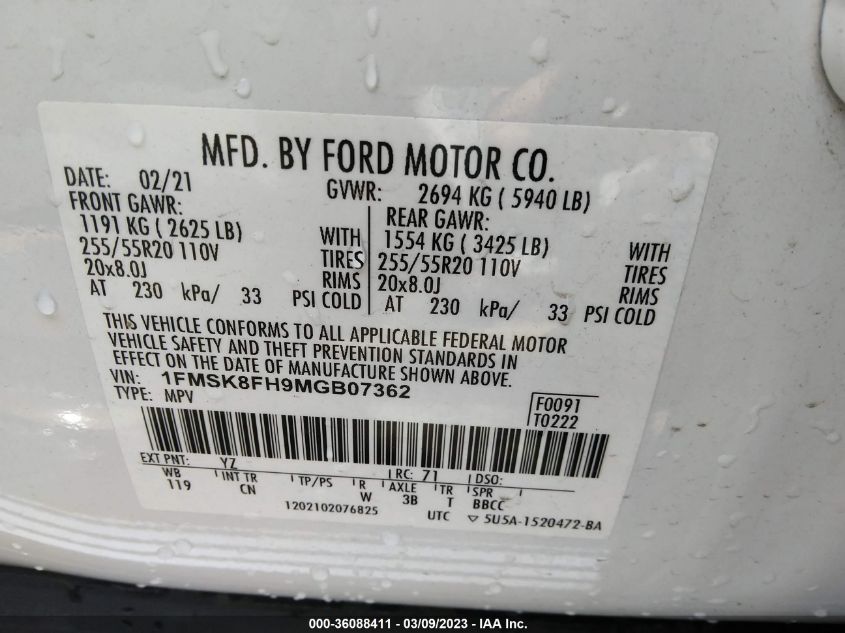 MFD. BY FORD MOTOR CO.
DATE: 02/21 GVWR: 2694 KG ( 5940 LB)
FRONT GAWR: REAR GAWR:
1191 KG ( 2625 LB) WITH 1554 KG ( 3425 LB) WITH
255/55R20 110V TIRES 255/55R20 110V TIRES
20x8.0J RIMS 20x8.0J RIMS
AT 230 kPa/ 33 PSI COLD AT 230 kPa/ 33 PSI COLD
THIS VEHICLE CONFORMS TO ALL APPLICABLE FEDERAL MOTOR
VEHICLE SAFETY AND THEFT PREVENTION STANDARDS IN
EFFECT ON THE DATE OF MANUFACTURE SHOWN ABOVE.
VIN: 1FMSK8FH9MGB07362
TYPE: MPV
F0091
T0222
EXT PNT: YZ RC: 71 DSO:
WB INT TR TP/PS R AXLE TR SPR
119 CN W 3B T BBCC
1202102076825 UTC ▽ 5U5A-1520472-BA
000-36088411 - 03/09/2023 - IAA Inc.